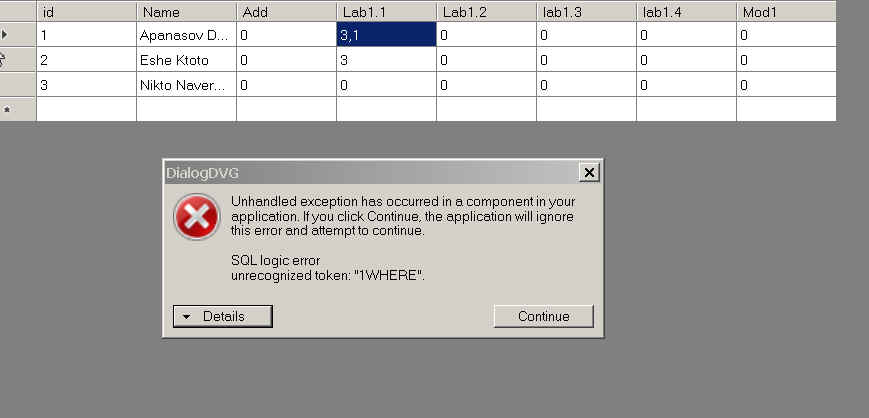 id Name Add Lab1.1 Lab1.2 lab1.3 lab1.4 Mod1
1 Apanasov D... 0 3,1 0 0 0 0
2 Eshe Ktoto 0 3 0 0 0 0
3 Nikto Naver... 0 0 0 0 0 0
*
DialogDVG
Unhandled exception has occurred in a component in your
application. If you click Continue, the application will ignore
this error and attempt to continue.
SQL logic error
unrecognized token: "1WHERE".
Details Continue